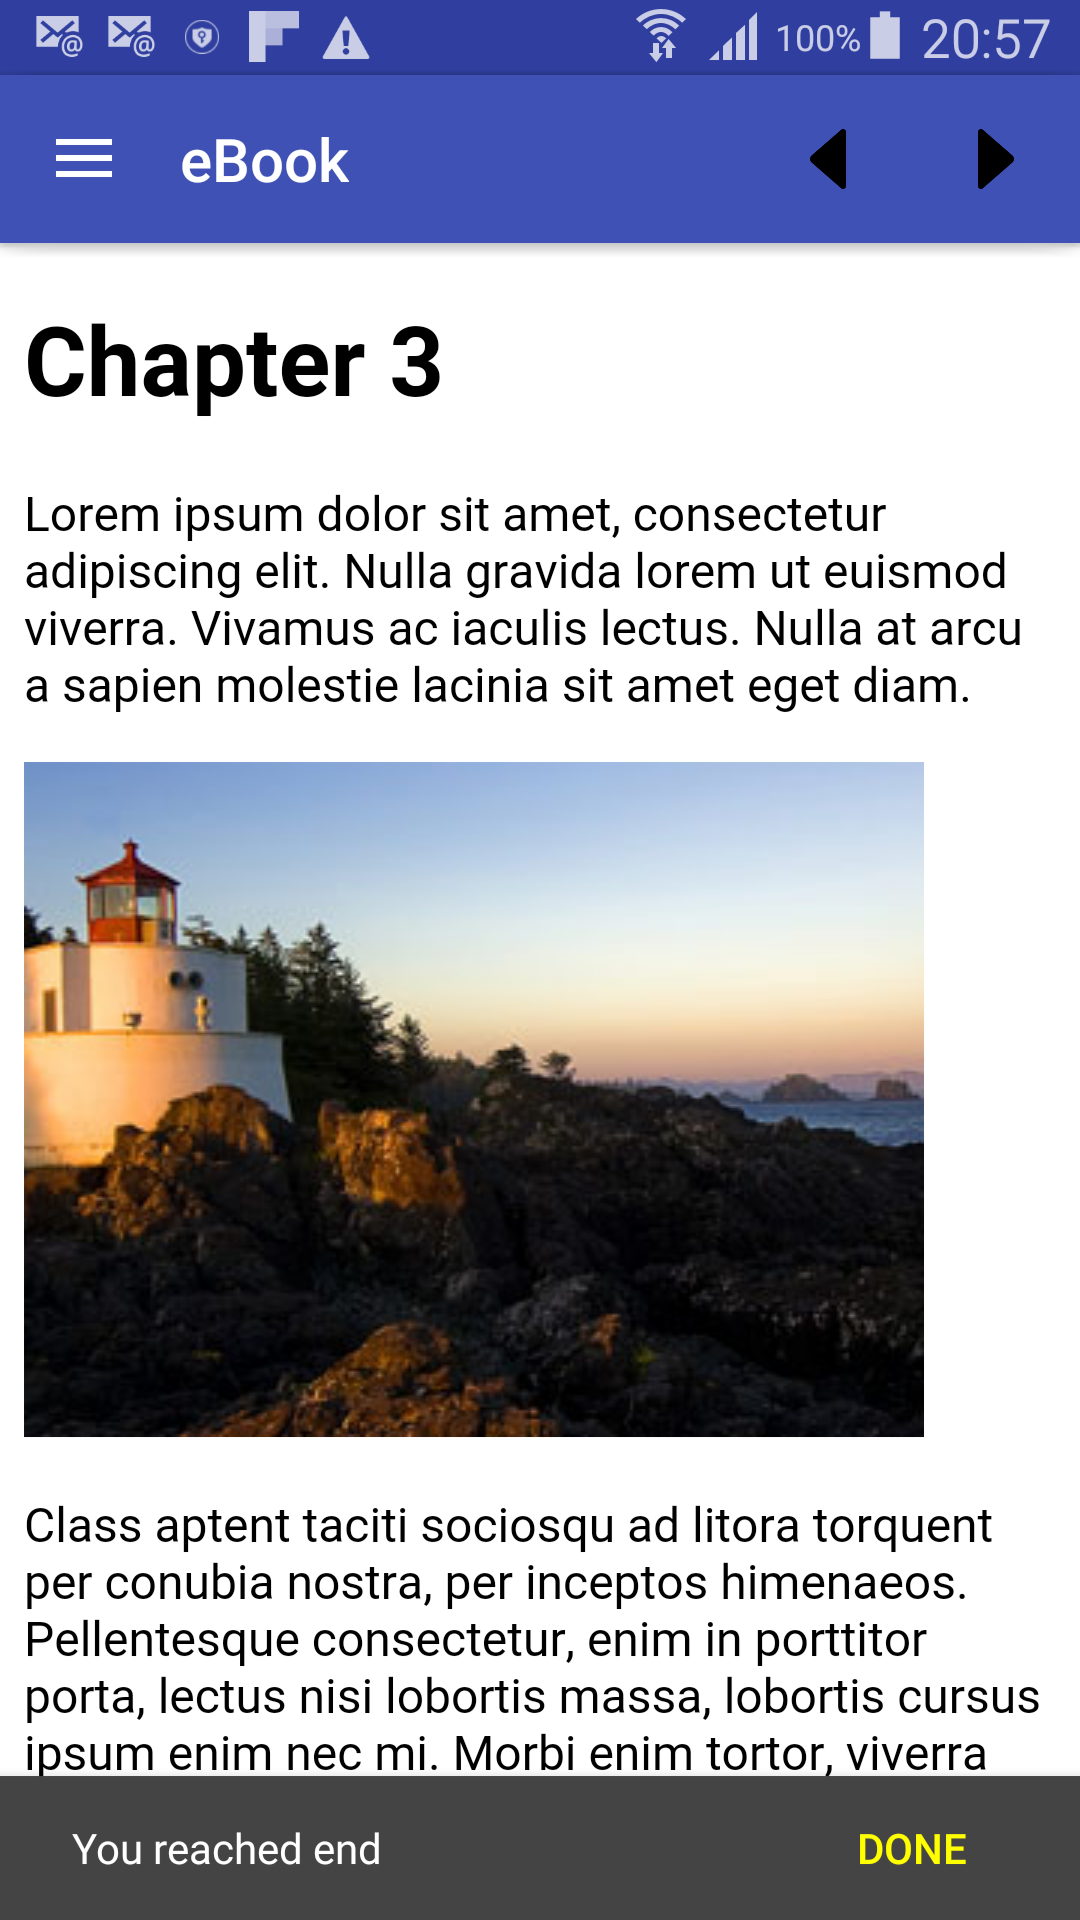 100% 20:57
eBook
Chapter 3
Lorem ipsum dolor sit amet, consectetur
adipiscing elit. Nulla gravida lorem ut euismod
viverra. Vivamus ac iaculis lectus. Nulla at arcu
a sapien molestie lacinia sit amet eget diam.
Class aptent taciti sociosqu ad litora torquent
per conubia nostra, per inceptos himenaeos.
Pellentesque consectetur, enim in porttitor
porta, lectus nisi lobortis massa, lobortis cursus
ipsum enim nec mi. Morbi enim tortor, viverra
You reached end DONE